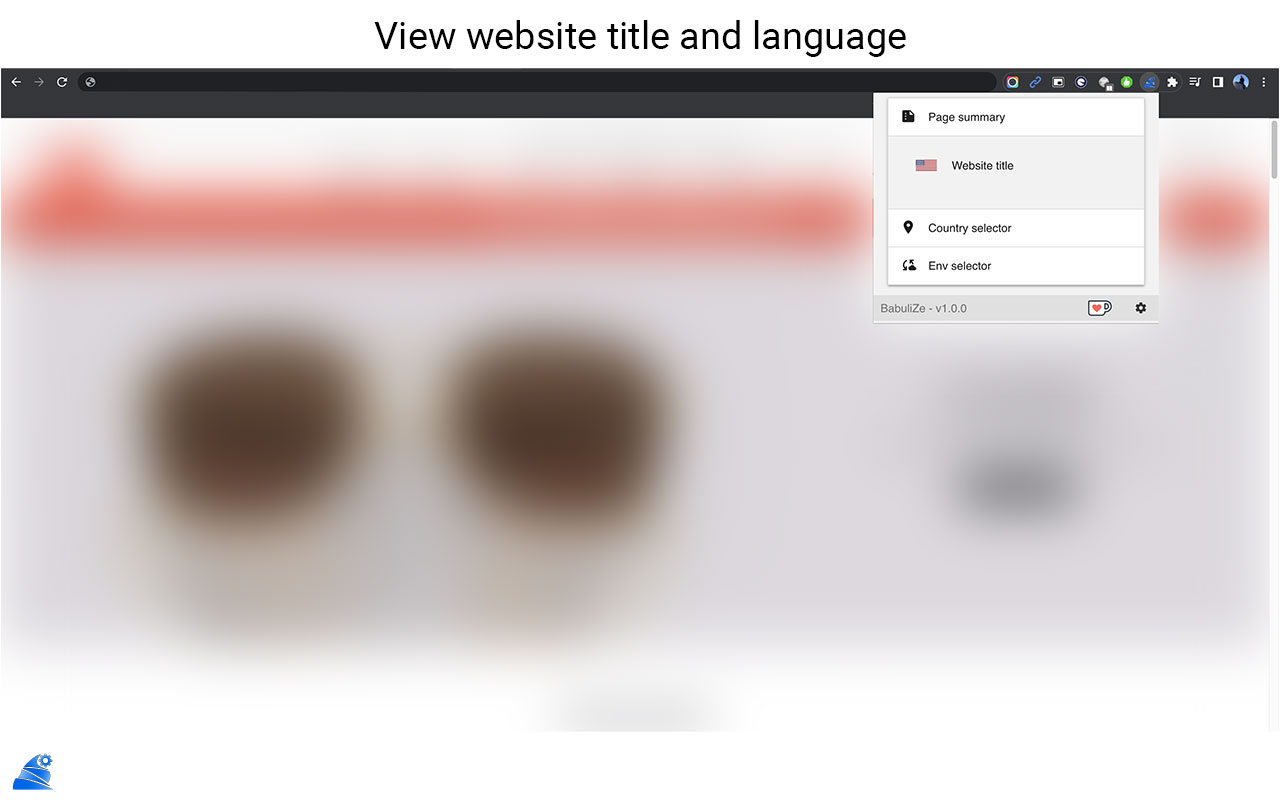 View website title and language
Page summary
Website title
Country selector
Env selector
BabuliZe - v1.0.0